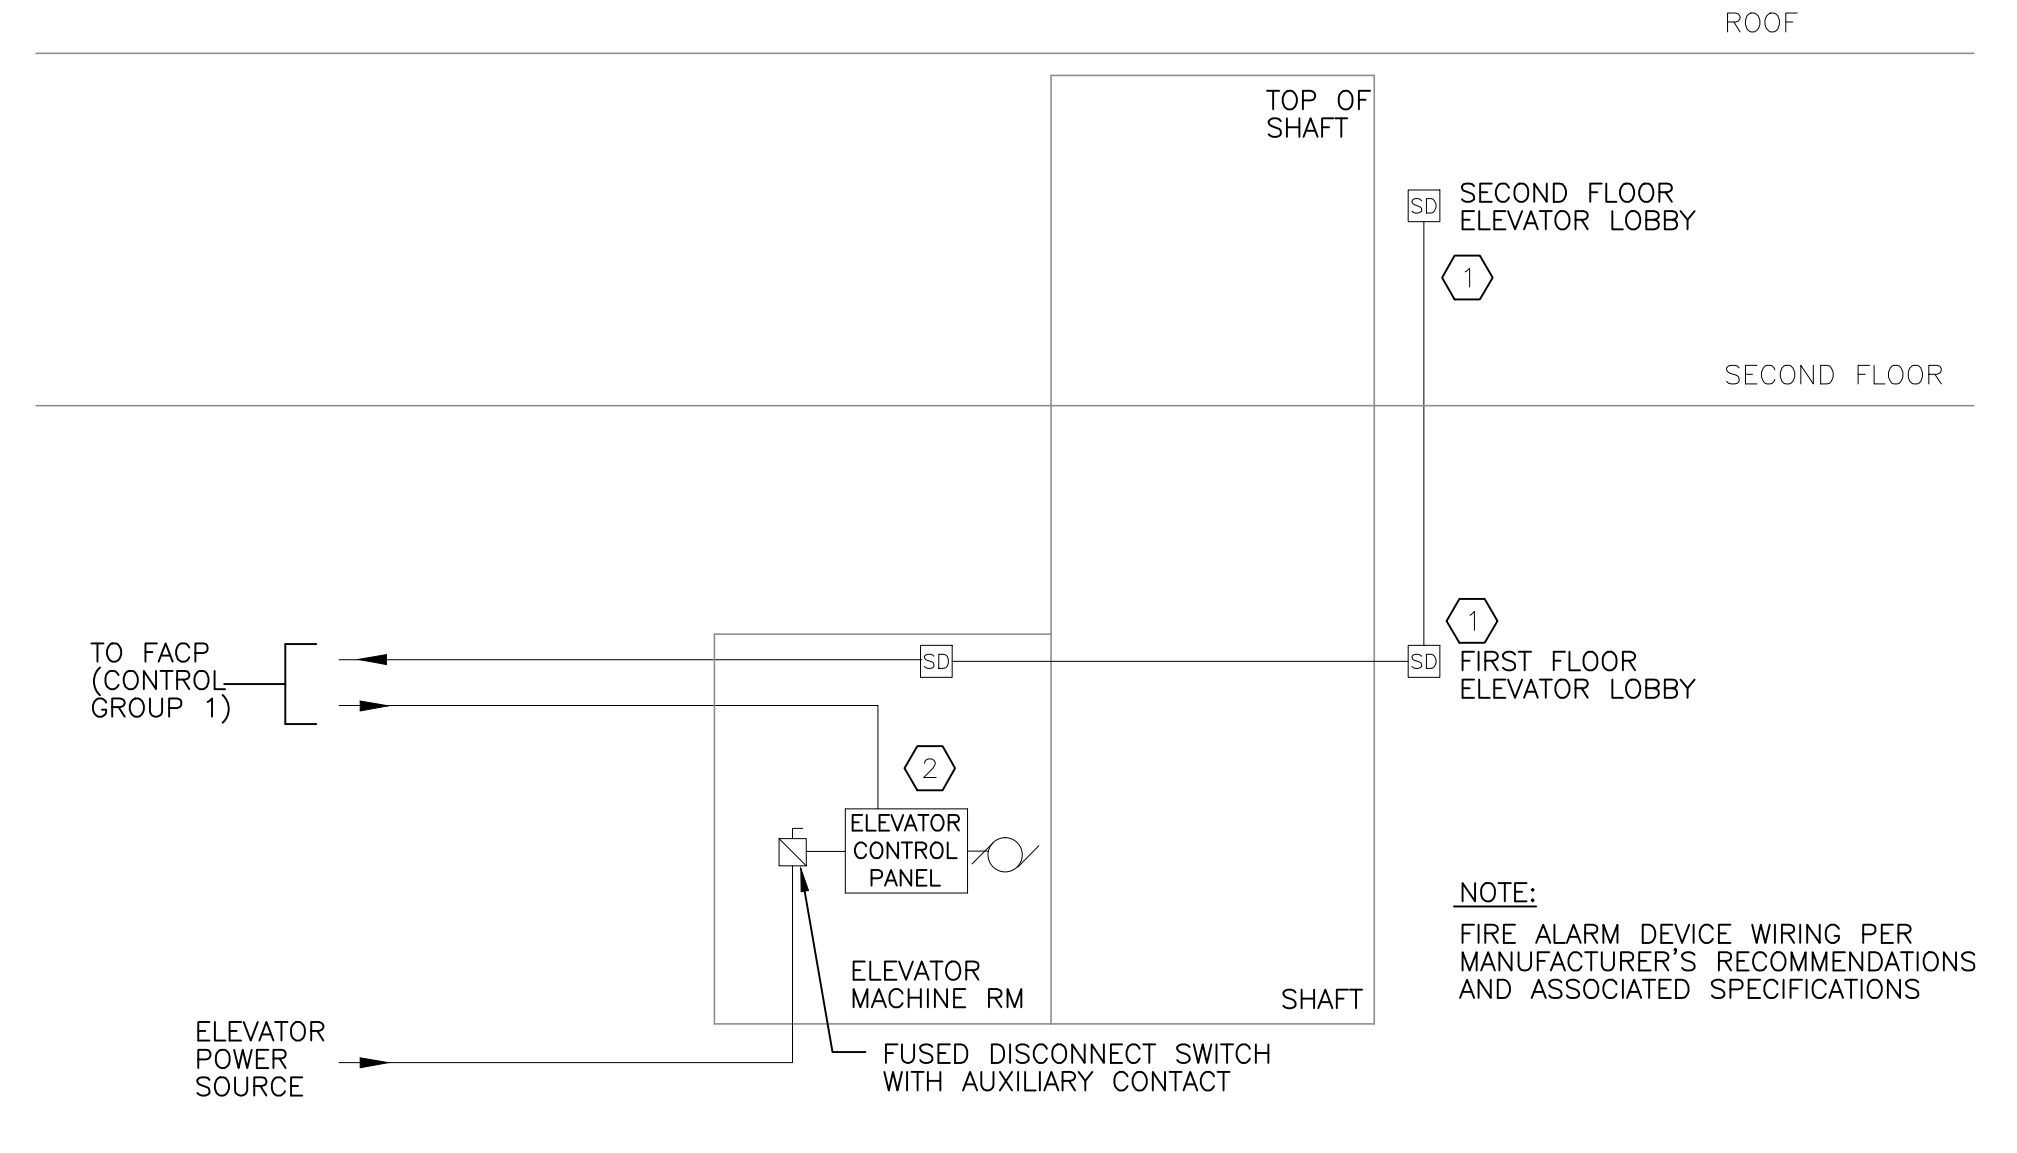 ROOF
TOP OF
SHAFT
SD
SECOND FLOOR
ELEVATOR LOBBY
1
SECOND FLOOR
1
TO FACP
(CONTROL
GROUP 1)
SD
SD
FIRST FLOOR
ELEVATOR LOBBY
2
ELEVATOR
CONTROL
PANEL
NOTE:
FIRE ALARM DEVICE WIRING PER
MANUFACTURER'S RECOMMENDATIONS
AND ASSOCIATED SPECIFICATIONS
ELEVATOR
MACHINE RM
SHAFT
ELEVATOR
POWER
SOURCE
FUSED DISCONNECT SWITCH
WITH AUXILIARY CONTACT